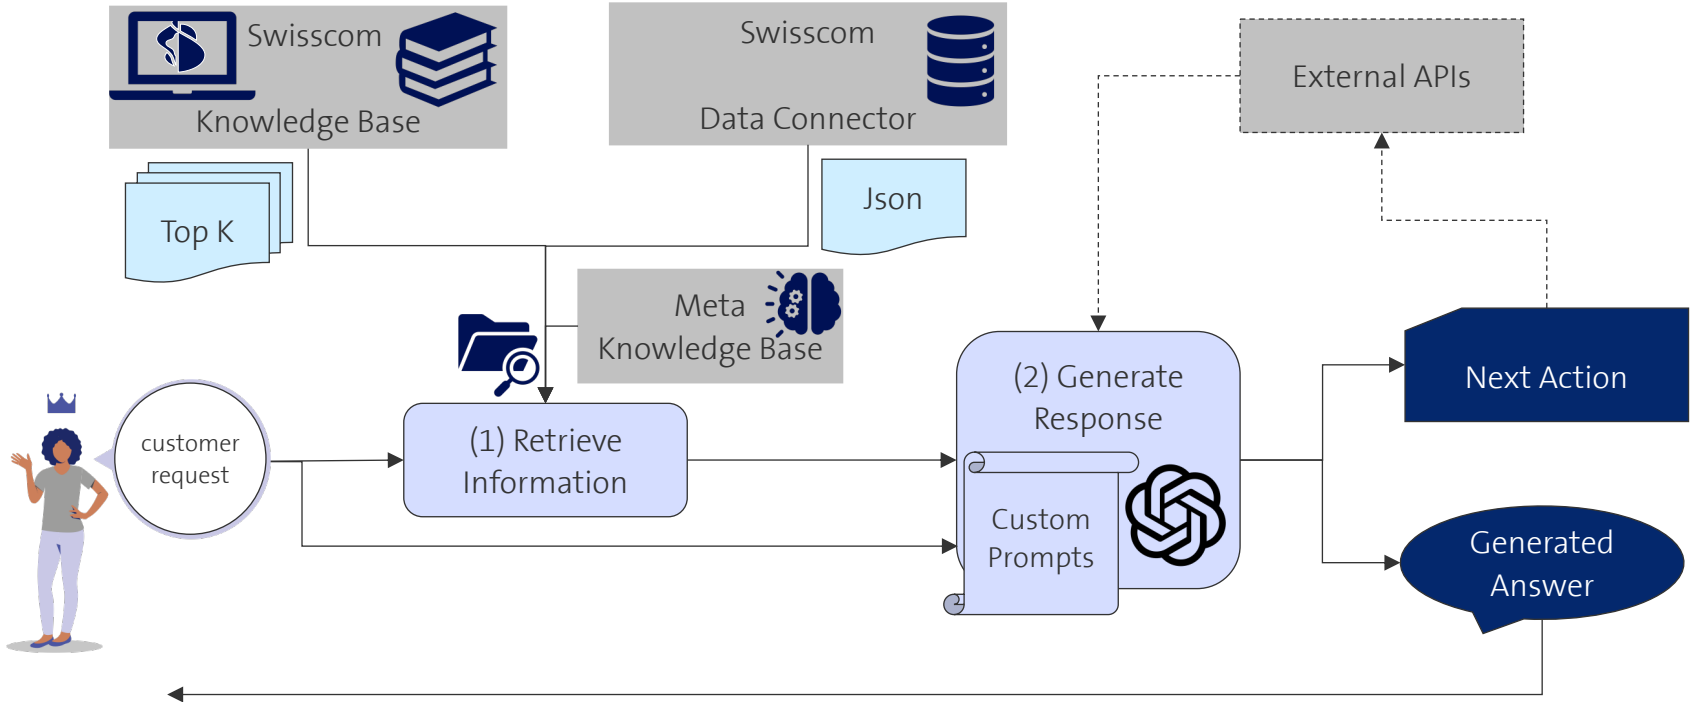 Swisscom
Knowledge Base
Swisscom
Data Connector
External APIs
Top K
Json
Meta
Knowledge Base
(2) Generate
Response
Next Action
customer
request
(1) Retrieve
Information
Custom
Prompts
Generated
Answer